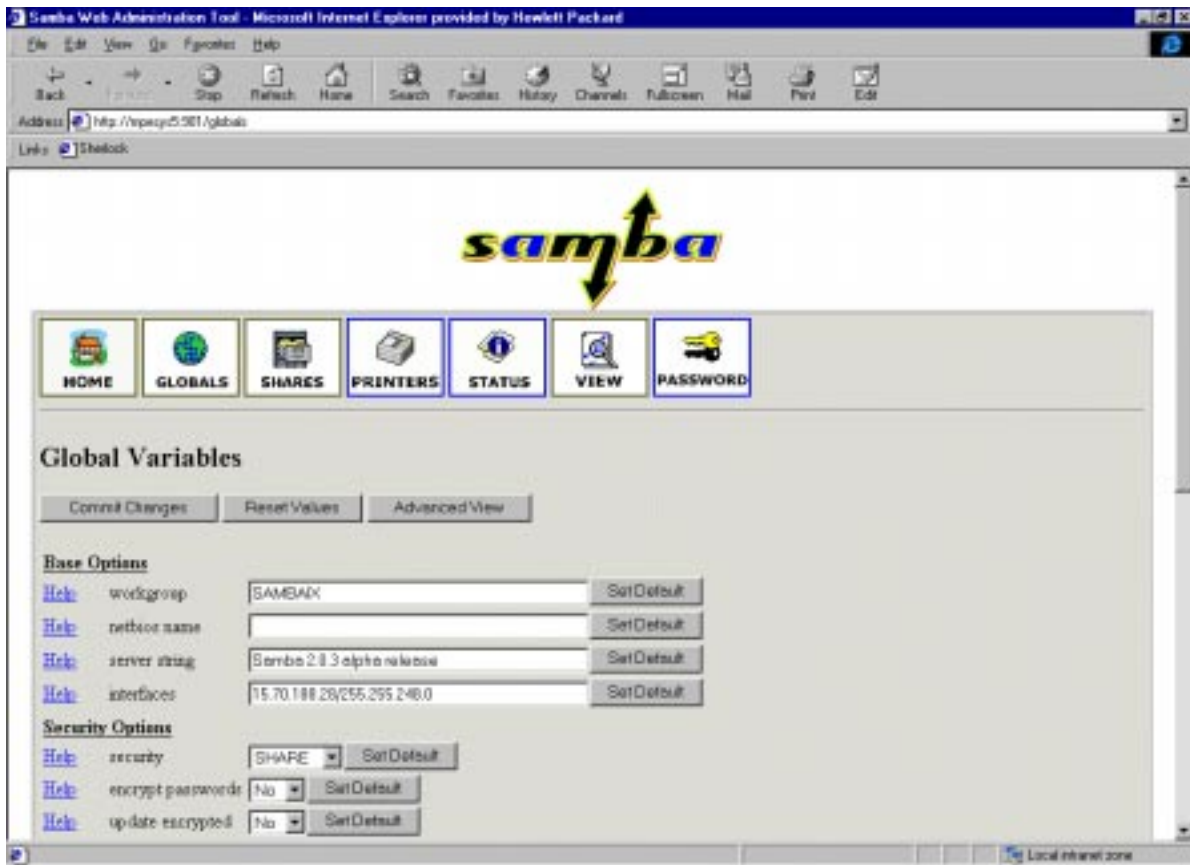 Samba Web Administration Tool - Microsoft Internet Explorer provided by Hewlett Packard
File Edit View Go Favorites Help
Back Forward Stop Refresh Home Search Favorites History Channels Fullscreen Mail Print Edit
Address http://mpesys5:901/globals
Links Sherlock
samba
HOME GLOBALS SHARES PRINTERS STATUS VIEW PASSWORD
Global Variables
Commit Changes Reset Values Advanced View
Base Options
Help workgroup SAMBAIX Set Default
Help netbios name Set Default
Help server string Samba 2.0.3 alpha release Set Default
Help interfaces 15.70.188.28/255.255.248.0 Set Default
Security Options
Help security SHARE Set Default
Help encrypt passwords No Set Default
Help update encrypted No Set Default
Local intranet zone